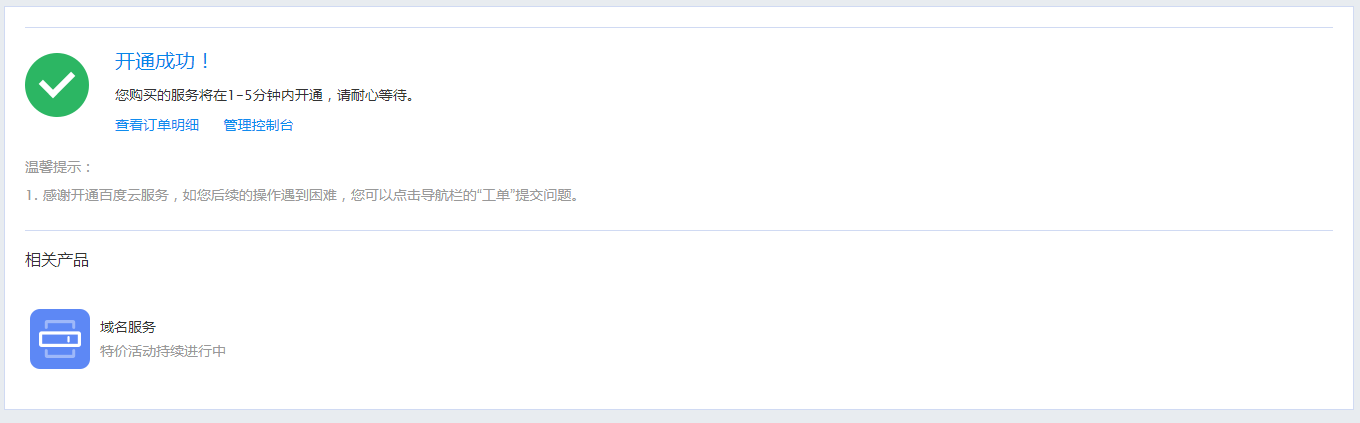 开通成功！
您购买的服务将在1-5分钟内开通，请耐心等待。
查看订单明细 管理控制台
温馨提示：
1. 感谢开通百度云服务，如您后续的操作遇到困难，您可以点击导航栏的“工单”提交问题。
相关产品
域名服务
特价活动持续进行中